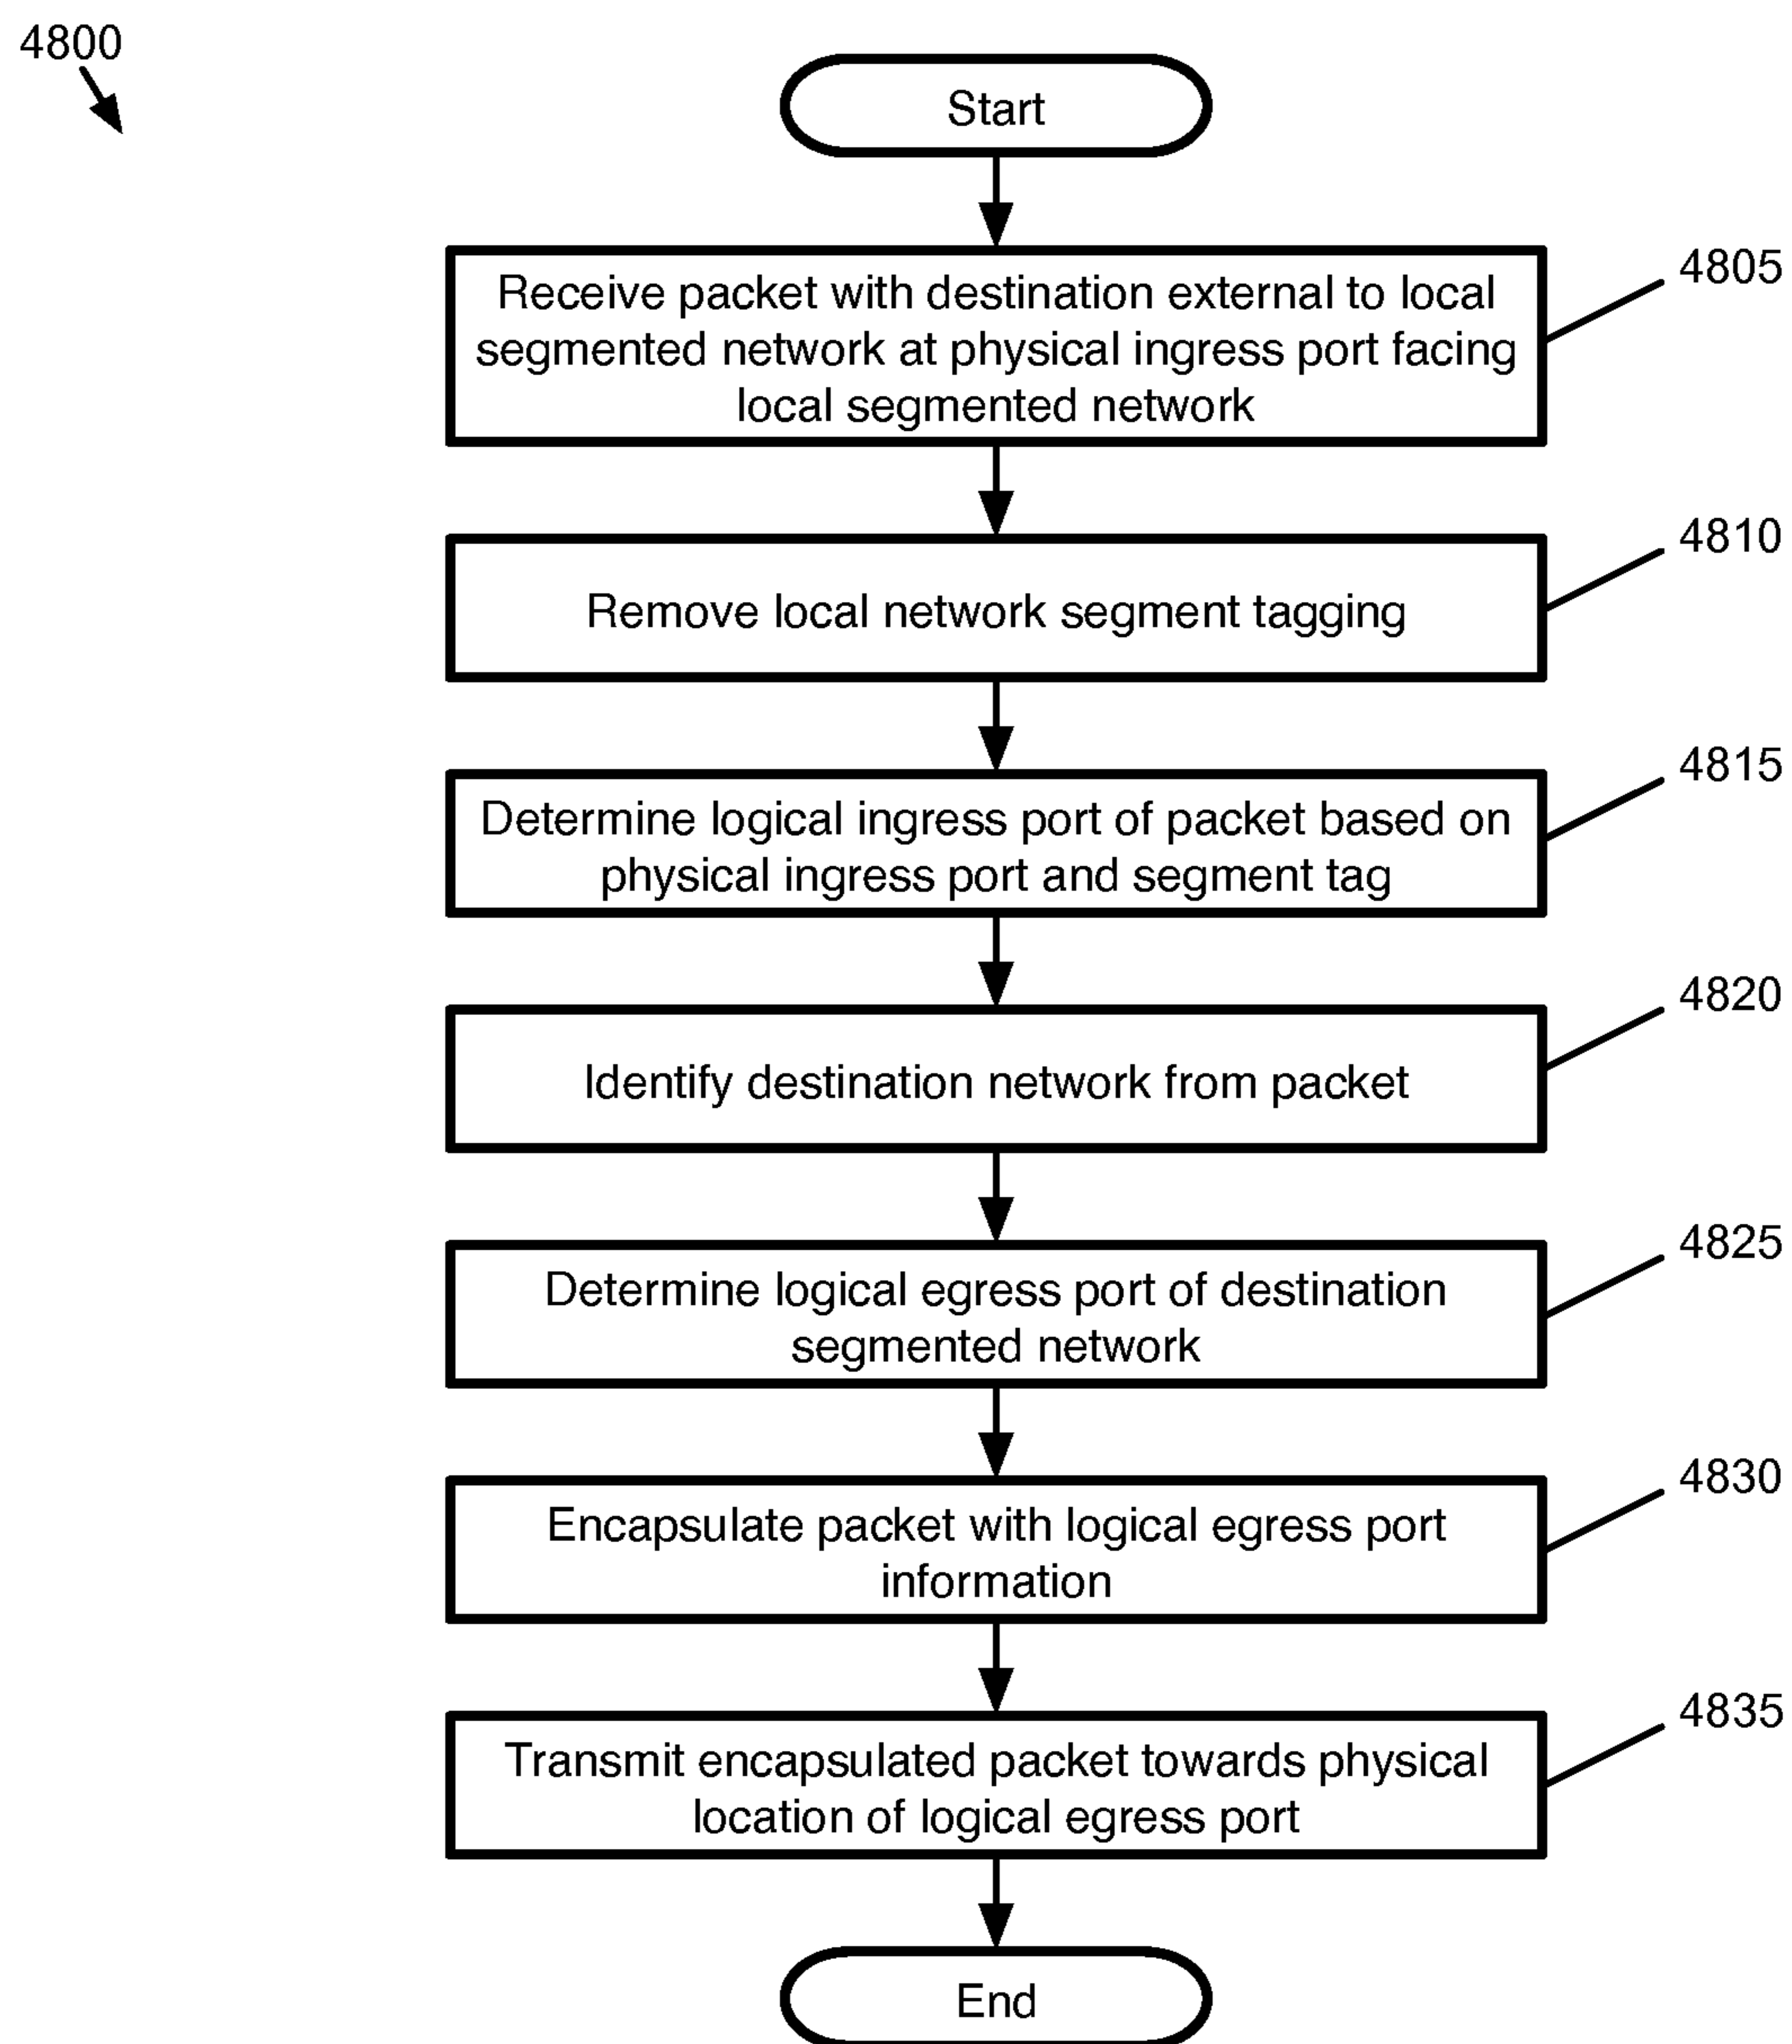 4800
Start
Receive packet with destination external to local
segmented network at physical ingress port facing
local segmented network
4805
Remove local network segment tagging
4810
Determine logical ingress port of packet based on
physical ingress port and segment tag
4815
Identify destination network from packet
4820
Determine logical egress port of destination
segmented network
4825
Encapsulate packet with logical egress port
information
4830
Transmit encapsulated packet towards physical
location of logical egress port
4835
End